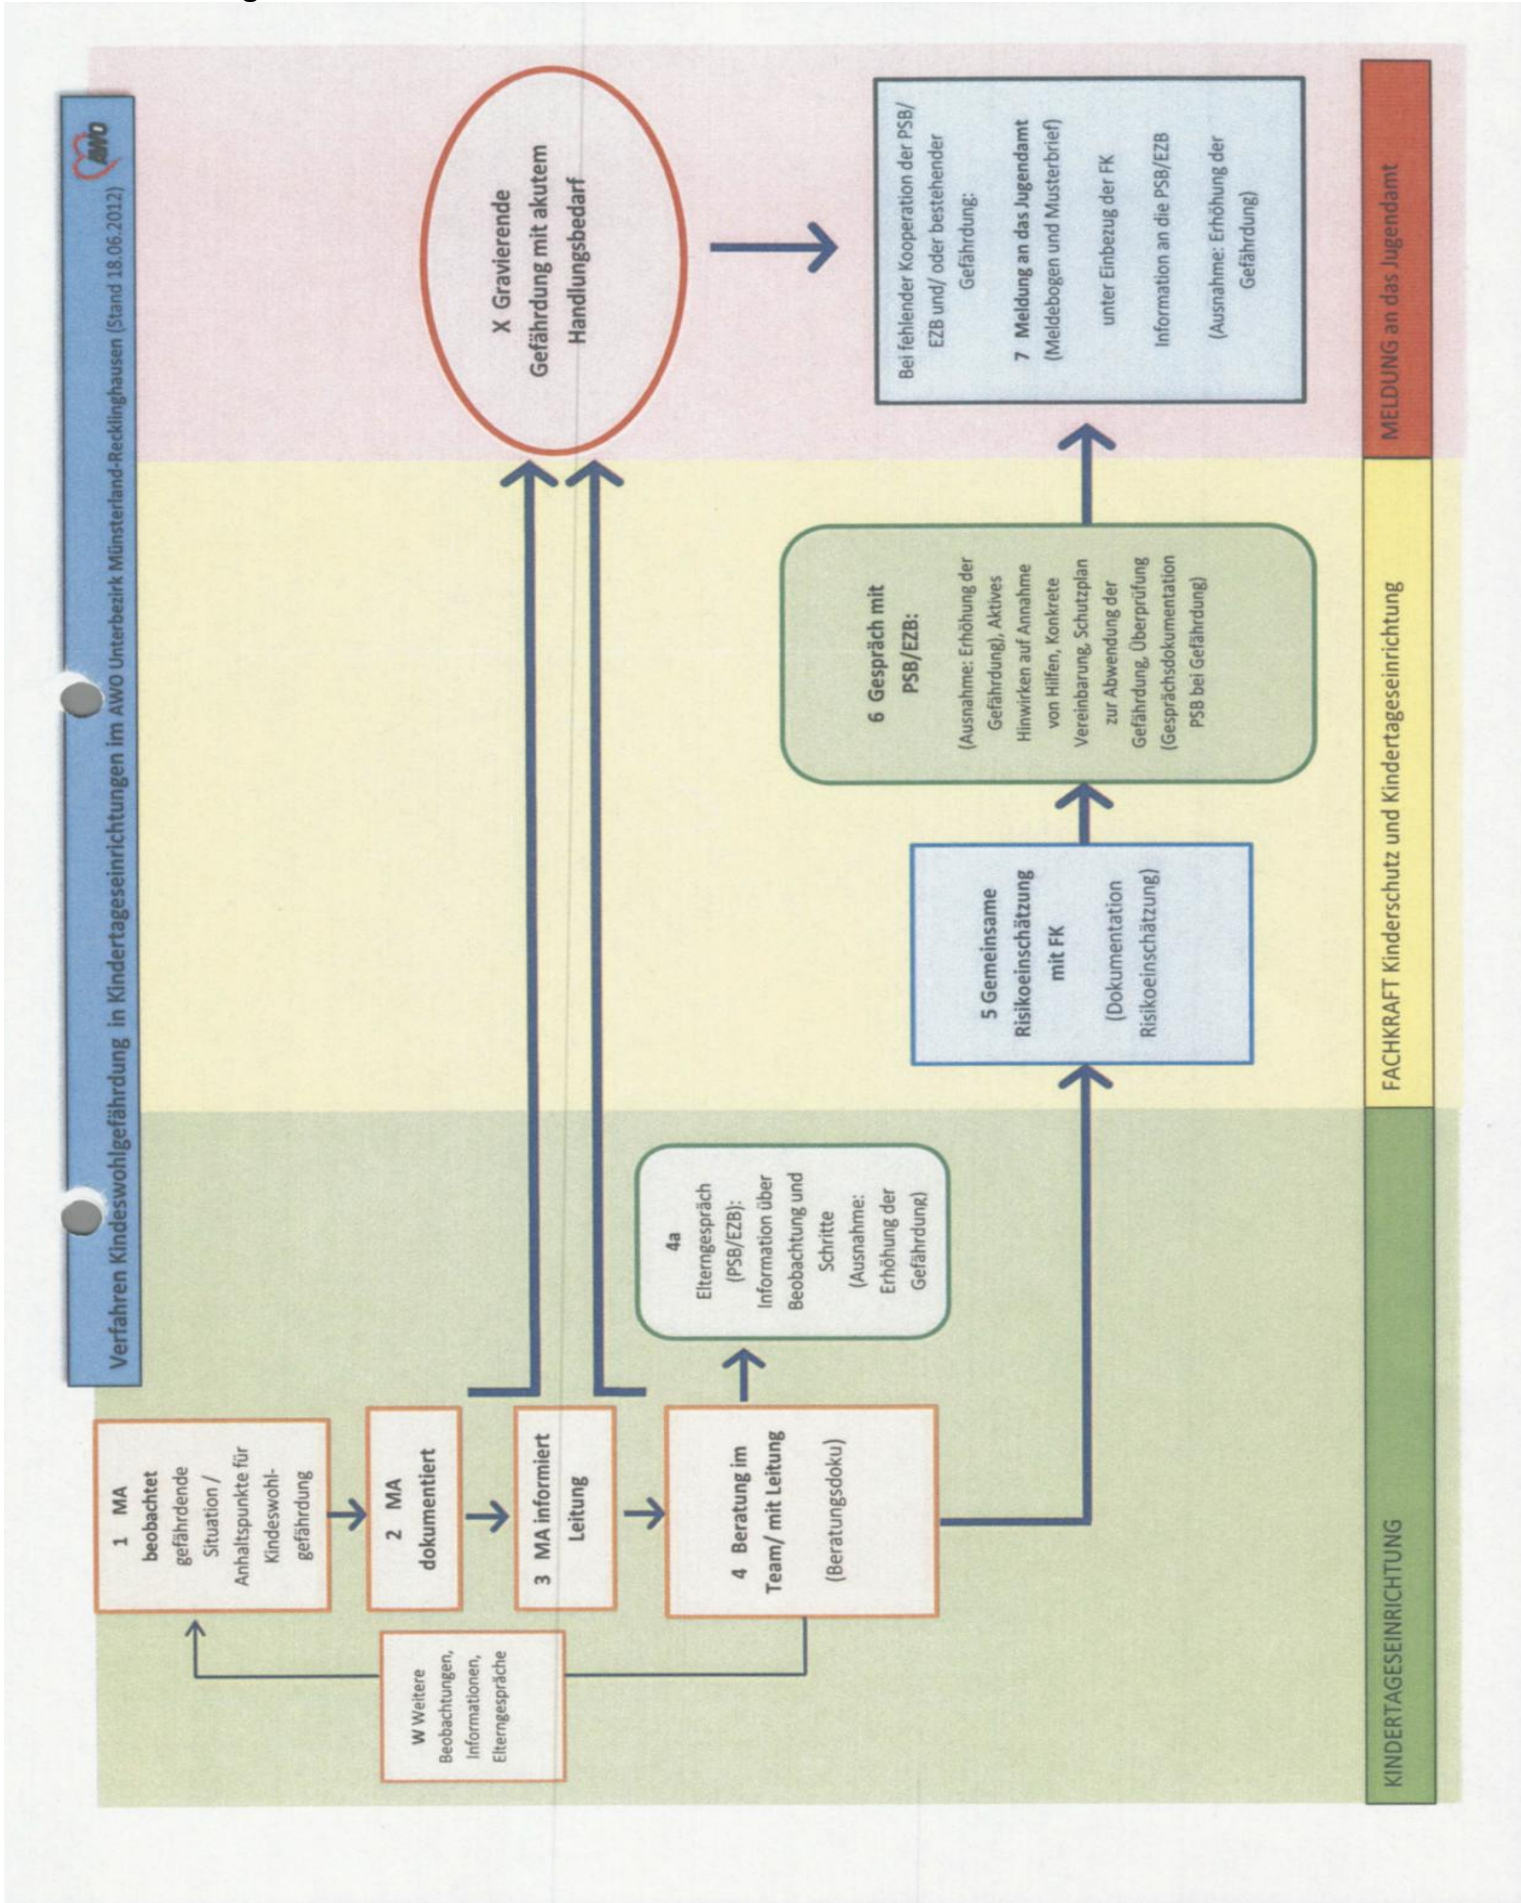 Verfahren Kindeswohlgefährdung in Kindertageseinrichtungen im AWO Unterbezirk Münsterland-Recklinghausen (Stand 18.06.2012)
AWO
1 MA
beobachtet
gefährdende
Situation /
Anhaltspunkte für
Kindeswohl-
gefährdung
2 MA
dokumentiert
3 MA informiert
Leitung
4 Beratung im
Team/ mit Leitung
(Beratungsdoku)
W Weitere
Beobachtungen,
Informationen,
Elterngespräche
4a
Elterngespräch
(PSB/EZB):
Information über
Beobachtung und
Schritte
(Ausnahme:
Erhöhung der
Gefährdung)
5 Gemeinsame
Risikoeinschätzung
mit FK
(Dokumentation
Risikoeinschätzung)
6 Gespräch mit
PSB/EZB:
(Ausnahme: Erhöhung der
Gefährdung), Aktives
Hinwirken auf Annahme
von Hilfen, Konkrete
Vereinbarung, Schutzplan
zur Abwendung der
Gefährdung, Überprüfung
(Gesprächsdokumentation
PSB bei Gefährdung)
X Gravierende
Gefährdung mit akutem
Handlungsbedarf
Bei fehlender Kooperation der PSB/
EZB und/ oder bestehender
Gefährdung:
7 Meldung an das Jugendamt
(Meldebogen und Musterbrief)
unter Einbezug der FK
Information an die PSB/EZB
(Ausnahme: Erhöhung der
Gefährdung)
KINDERTAGESEINRICHTUNG
FACHKRAFT Kinderschutz und Kindertageseinrichtung
MELDUNG an das Jugendamt